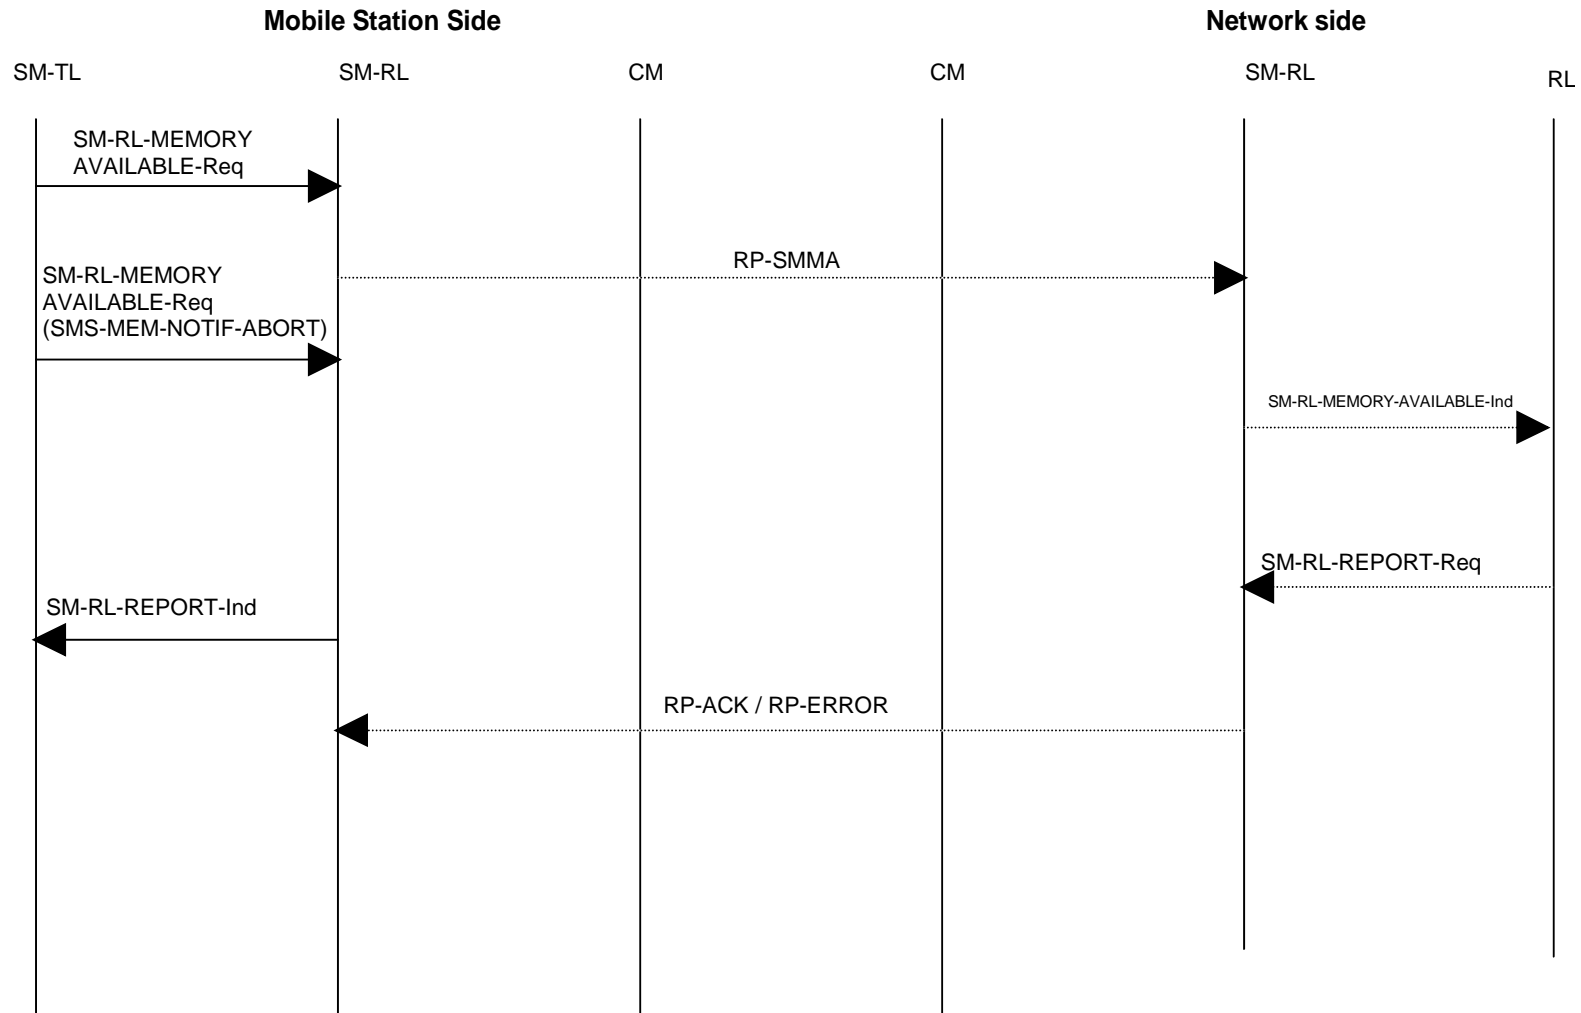 Mobile Station Side
Network side
SM-TL
SM-RL
CM
CM
SM-RL
RL
SM-RL-MEMORY
AVAILABLE-Req
RP-SMMA
SM-RL-MEMORY
AVAILABLE-Req
(SMS-MEM-NOTIF-ABORT)
SM-RL-MEMORY-AVAILABLE-Ind
SM-RL-REPORT-Req
SM-RL-REPORT-Ind
RP-ACK / RP-ERROR